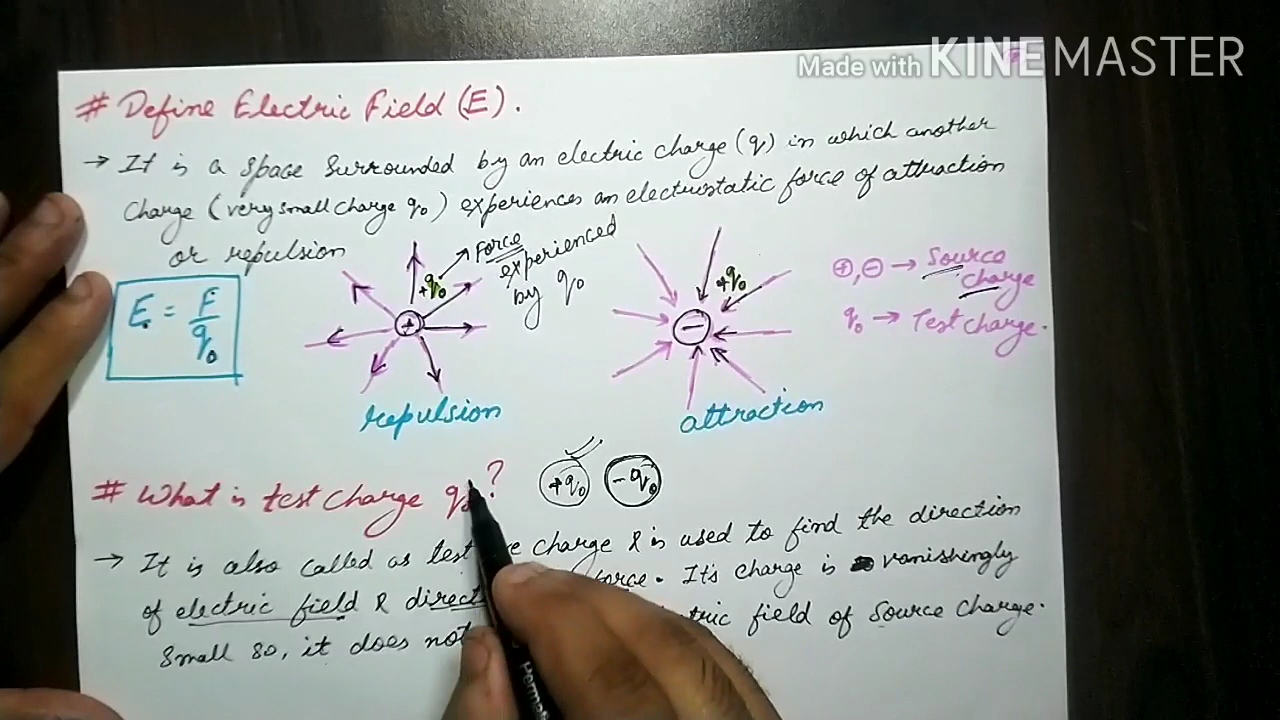 Made with KINEMASTER
# Define Electric Field (E).
→ It is a space surrounded by an electric charge (q) in which another
charge (very small charge q₀) experiences an electrostatic force of attraction
or repulsion
E = F/q₀
+q₀ → Force
experienced
by q₀
+
repulsion
+q₀
−
attraction
⊕,⊖ → Source
charge
q₀ → Test charge.
# What is test charge q₀? +q₀ −q₀
→ It is also called as test charge & is used to find the direction
of electric field & force. It's charge is vanishingly
small so, it does not field of source charge.